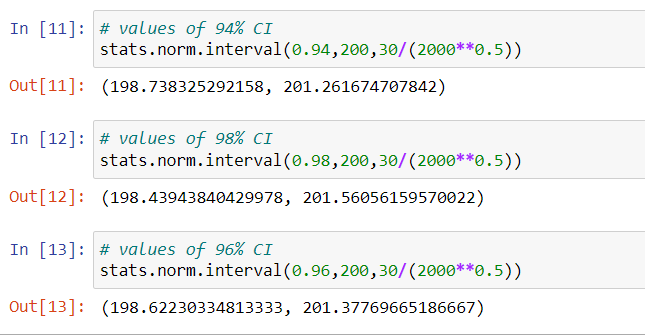 In [11]: # values of 94% CI
stats.norm.interval(0.94,200,30/(2000**0.5))
Out[11]: (198.738325292158, 201.261674707842)
In [12]: # values of 98% CI
stats.norm.interval(0.98,200,30/(2000**0.5))
Out[12]: (198.43943840429978, 201.56056159570022)
In [13]: # values of 96% CI
stats.norm.interval(0.96,200,30/(2000**0.5))
Out[13]: (198.62230334813333, 201.37769665186667)